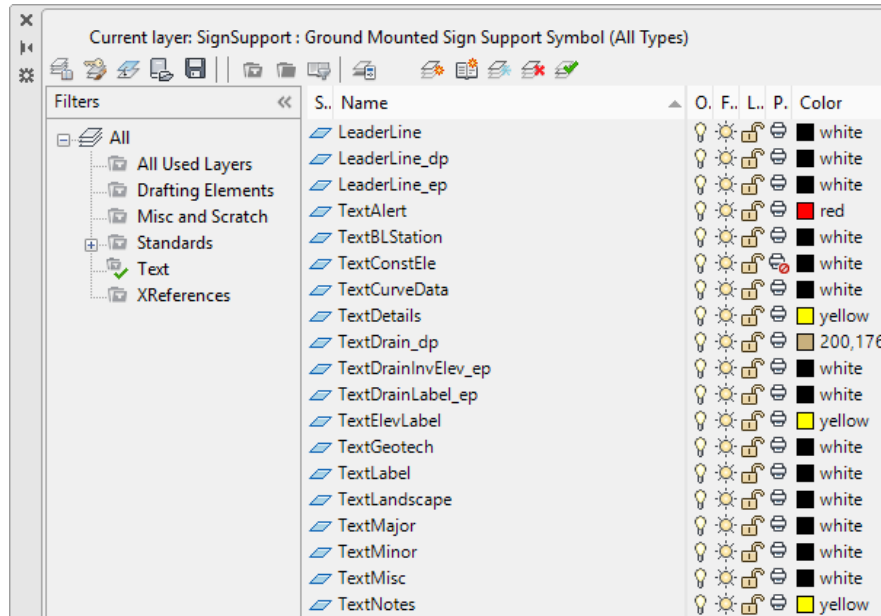 Current layer: SignSupport : Ground Mounted Sign Support Symbol (All Types)
Filters
All
All Used Layers
Drafting Elements
Misc and Scratch
Standards
Text
XReferences
S.. Name O. F.. L.. P. Color
LeaderLine white
LeaderLine_dp white
LeaderLine_ep white
TextAlert red
TextBLStation white
TextConstEle white
TextCurveData white
TextDetails yellow
TextDrain_dp 200,176
TextDrainInvElev_ep white
TextDrainLabel_ep white
TextElevLabel yellow
TextGeotech white
TextLabel white
TextLandscape white
TextMajor white
TextMinor white
TextMisc white
TextNotes yellow